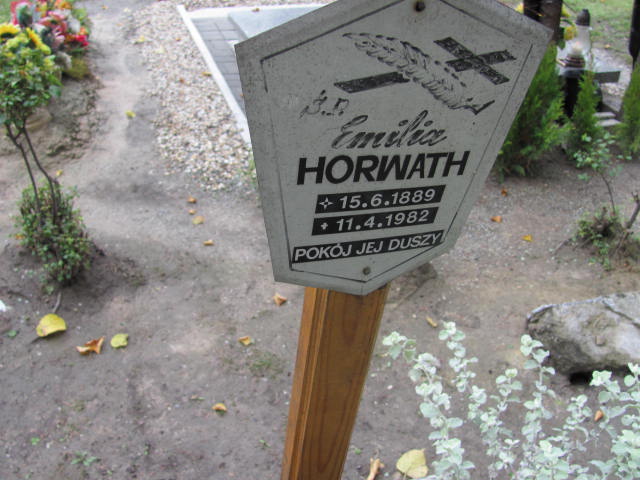 Ś.P.
Emilia
HORWATH
15.6.1889
11.4.1982
POKÓJ JEJ DUSZY